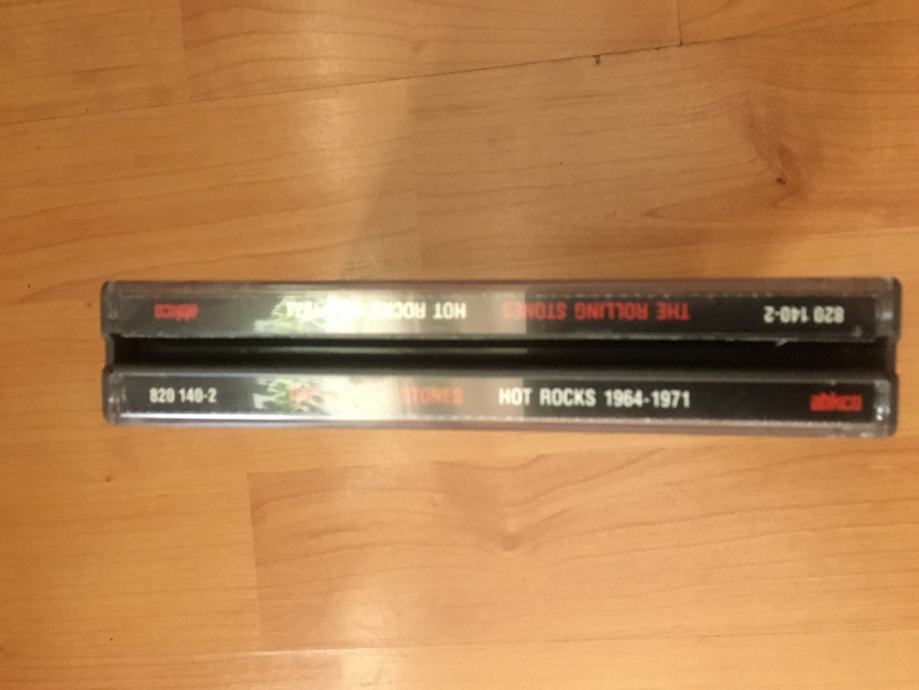 820 140-2 THE ROLLING STONES HOT ROCKS abkco
820 140-2 STONES HOT ROCKS 1964-1971 abkco